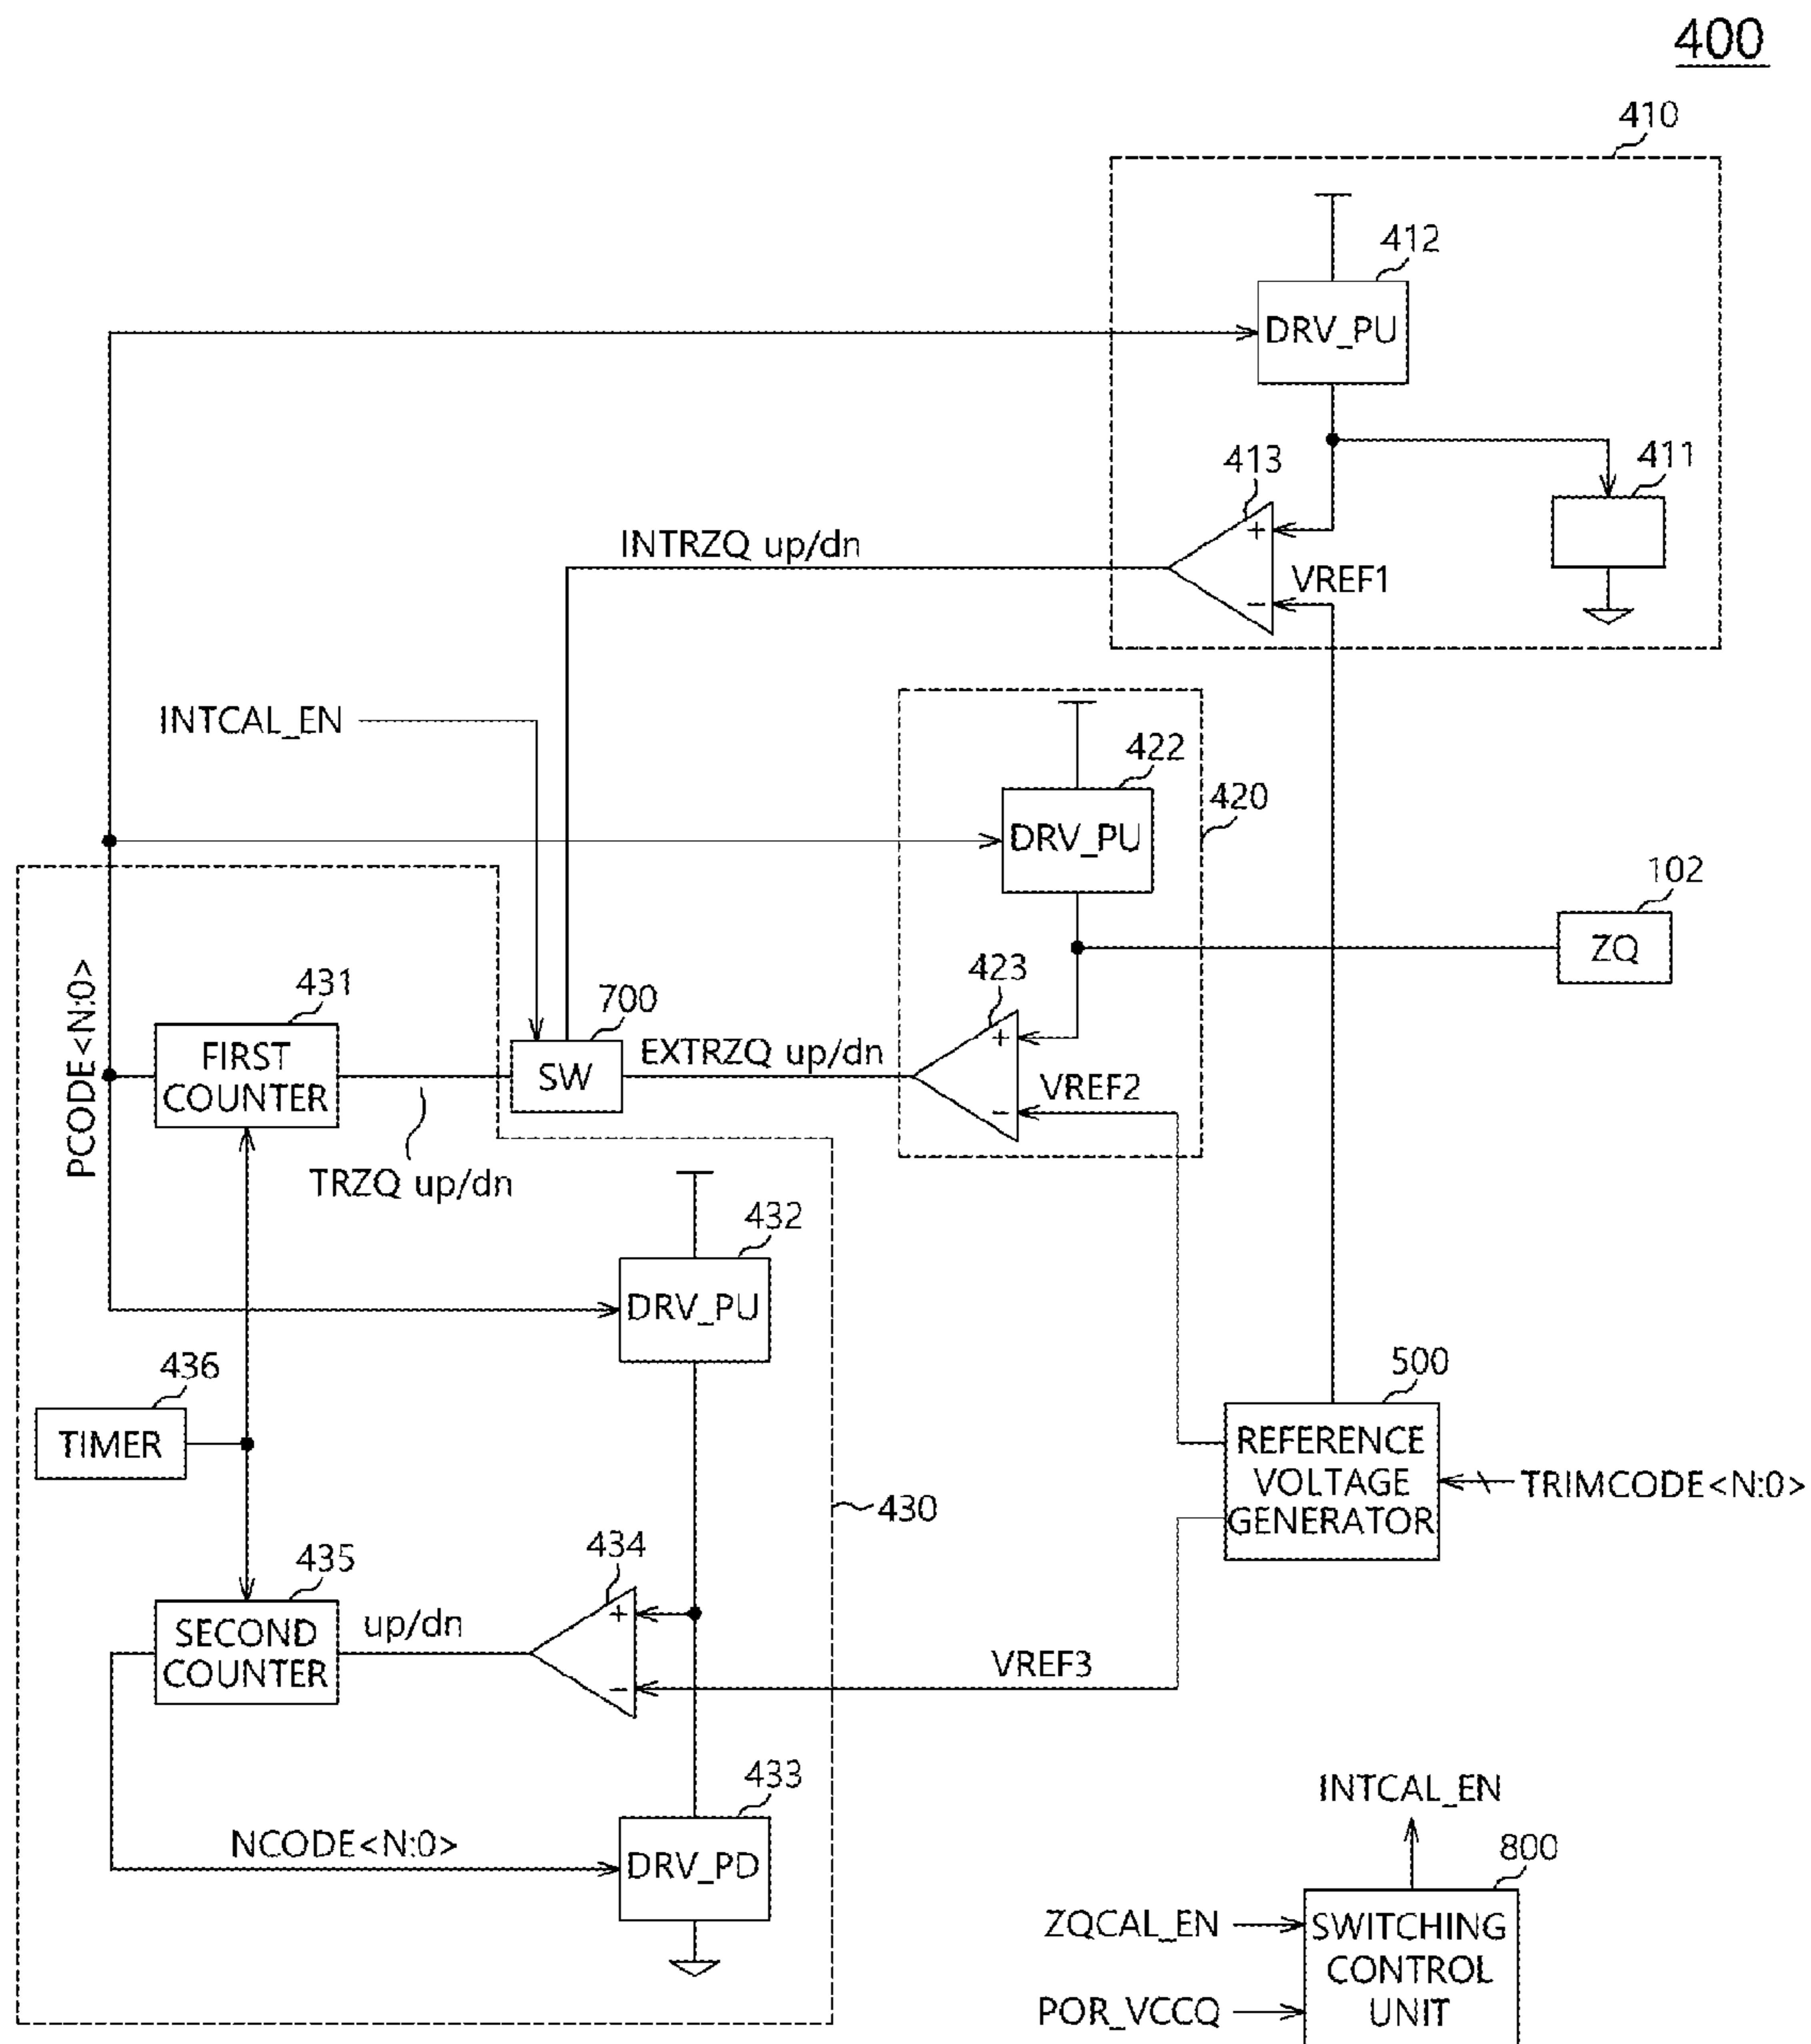 400
410
412
DRV_PU
413
411
+
INTRZQ up/dn
VREF1
−
INTCAL_EN
422
420
DRV_PU
102
ZQ
PCODE<N:0>
431
FIRST
COUNTER
700
SW
423
+
EXTRZQ up/dn
VREF2
−
TRZQ up/dn
432
DRV_PU
436
TIMER
500
REFERENCE
VOLTAGE
GENERATOR
TRIMCODE<N:0>
430
435
SECOND
COUNTER
up/dn
434
+
−
VREF3
433
NCODE<N:0>
DRV_PD
INTCAL_EN
800
ZQCAL_EN
SWITCHING
CONTROL
UNIT
POR_VCCQ